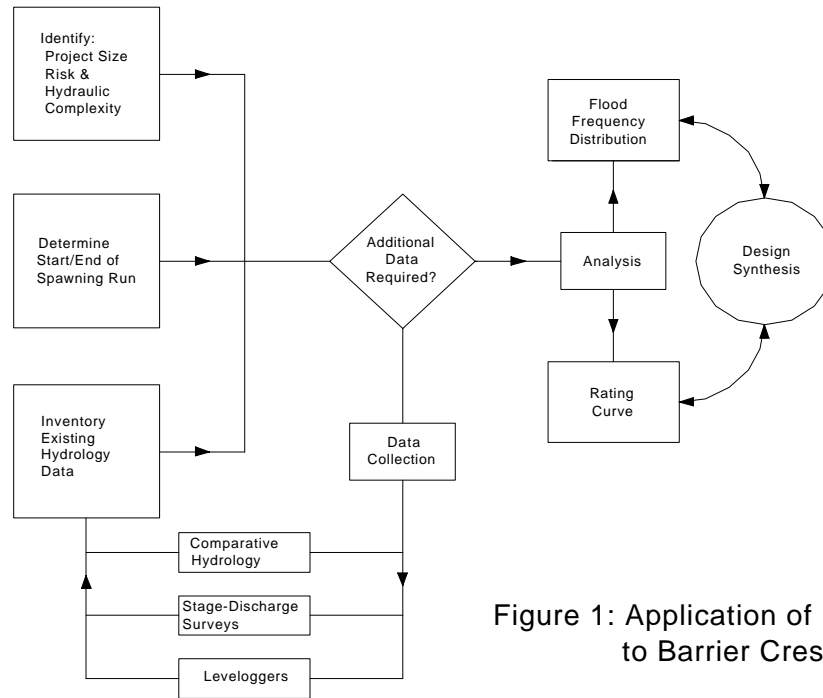 Identify:
Project Size
Risk &
Hydraulic
Complexity
Determine
Start/End of
Spawning Run
Inventory
Existing
Hydrology
Data
Additional
Data
Required?
Data
Collection
Comparative
Hydrology
Stage-Discharge
Surveys
Leveloggers
Flood
Frequency
Distribution
Analysis
Rating
Curve
Design
Synthesis
Figure 1: Application of
to Barrier Cres